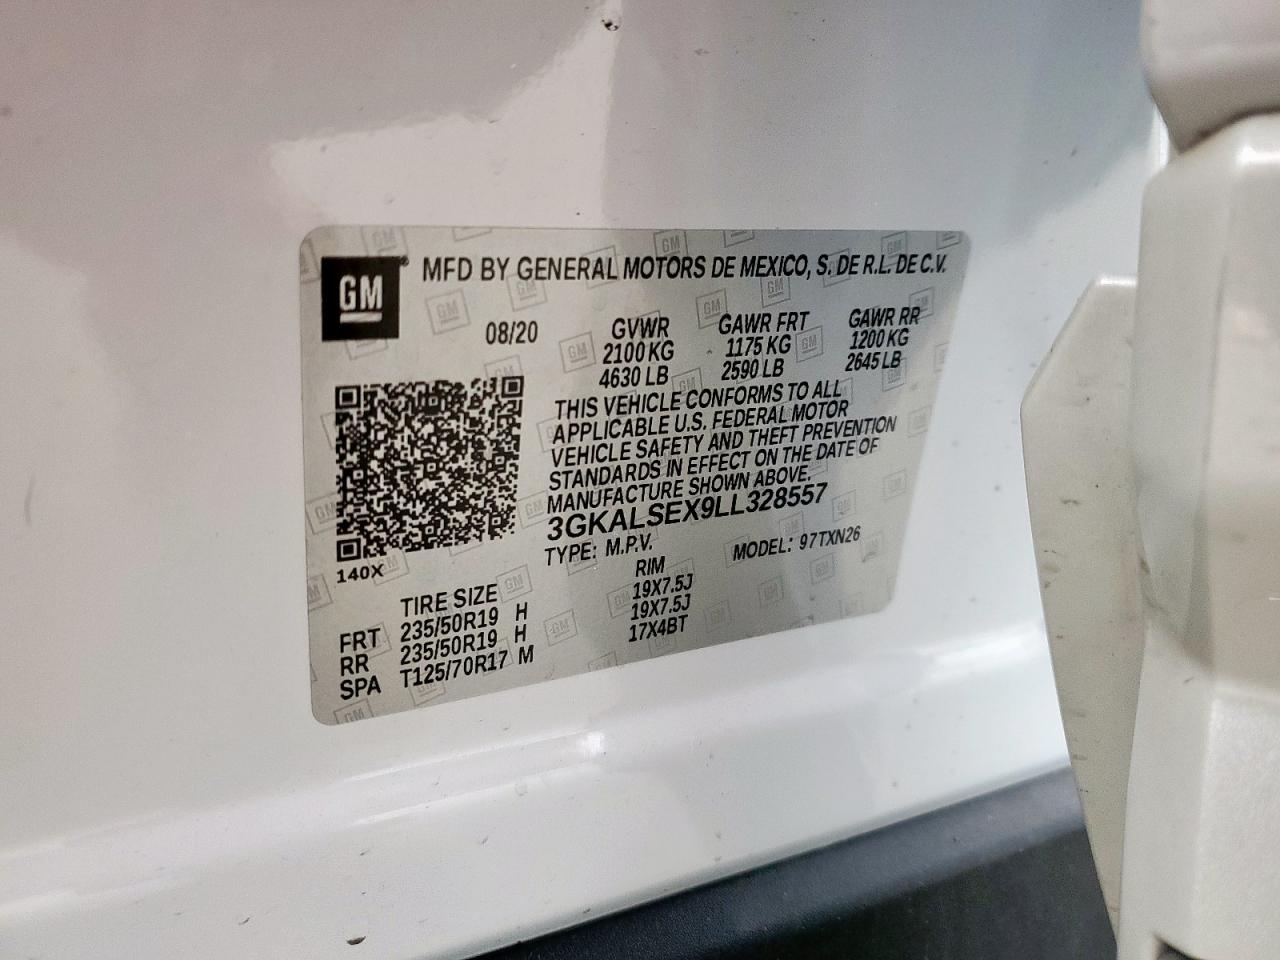 GM® MFD BY GENERAL MOTORS DE MEXICO, S. DE R.L. DE C.V.
08/20 GVWR GAWR FRT GAWR RR
2100 KG 1175 KG 1200 KG
4630 LB 2590 LB 2645 LB
THIS VEHICLE CONFORMS TO ALL
APPLICABLE U.S. FEDERAL MOTOR
VEHICLE SAFETY AND THEFT PREVENTION
STANDARDS IN EFFECT ON THE DATE OF
MANUFACTURE SHOWN ABOVE.
3GKALSEX9LL328557
TYPE: M.P.V. MODEL: 97TXN26
140X
TIRE SIZE RIM
FRT 235/50R19 H 19X7.5J
RR 235/50R19 H 19X7.5J
SPA T125/70R17 M 17X4BT